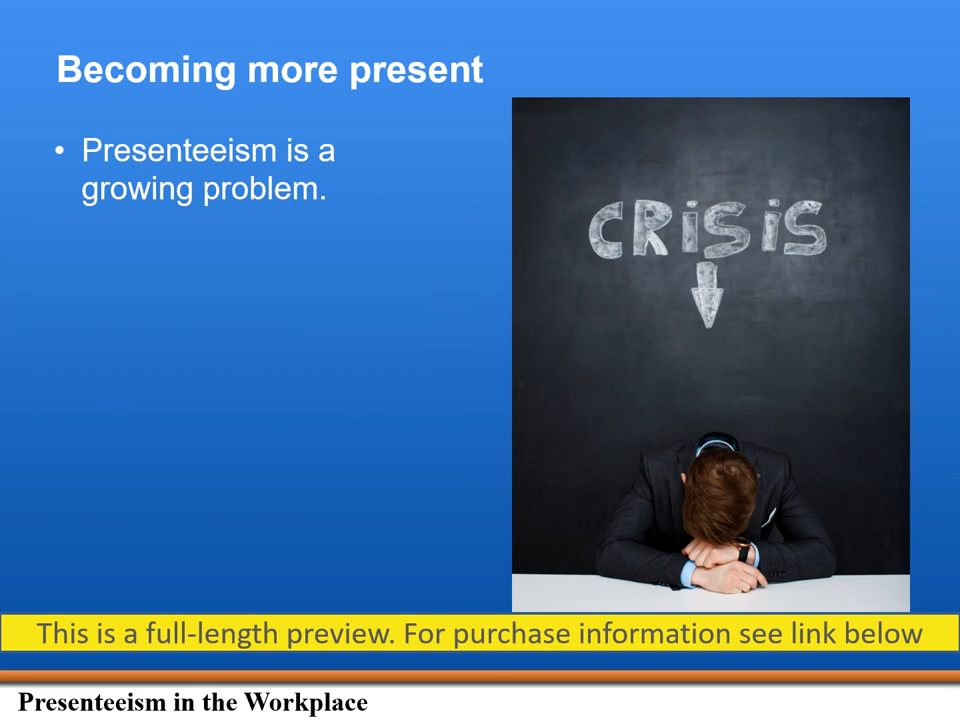 Becoming more present
• Presenteeism is a
growing problem.
CRiSiS
This is a full-length preview. For purchase information see link below
Presenteeism in the Workplace